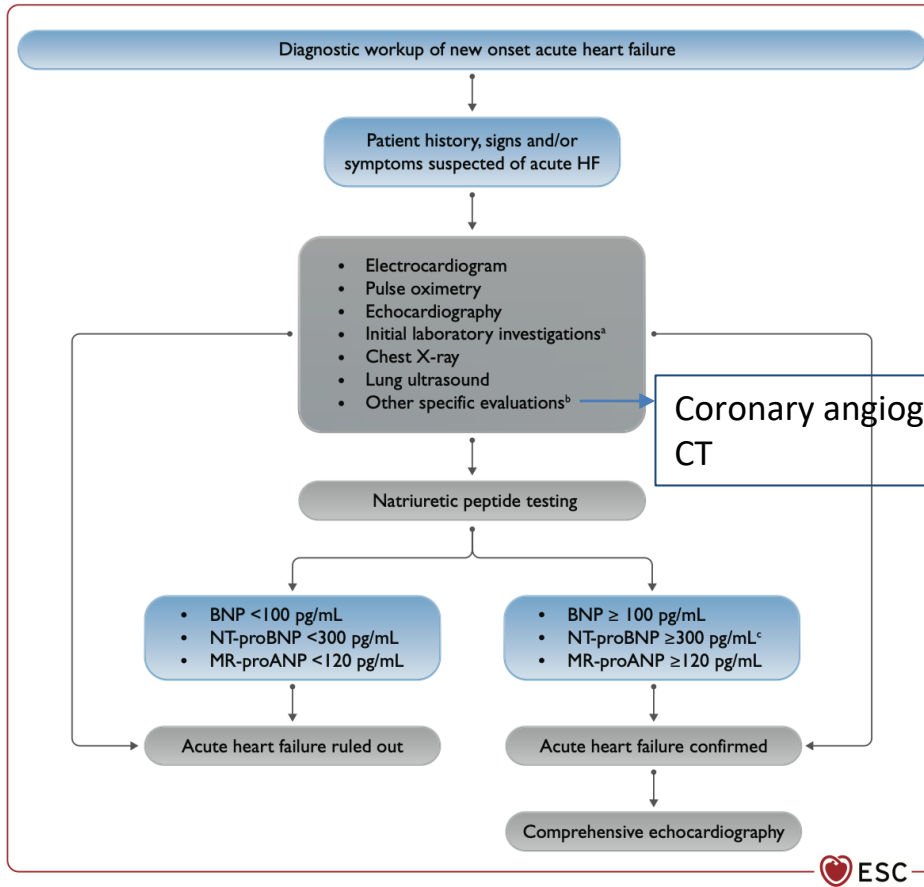 Diagnostic workup of new onset acute heart failure
Patient history, signs and/or
symptoms suspected of acute HF
• Electrocardiogram
• Pulse oximetry
• Echocardiography
• Initial laboratory investigationsᵃ
• Chest X-ray
• Lung ultrasound
• Other specific evaluationsᵇ
Coronary angiog
CT
Natriuretic peptide testing
• BNP <100 pg/mL
• NT-proBNP <300 pg/mL
• MR-proANP <120 pg/mL
• BNP ≥ 100 pg/mL
• NT-proBNP ≥300 pg/mLᶜ
• MR-proANP ≥120 pg/mL
Acute heart failure ruled out
Acute heart failure confirmed
Comprehensive echocardiography
ESC